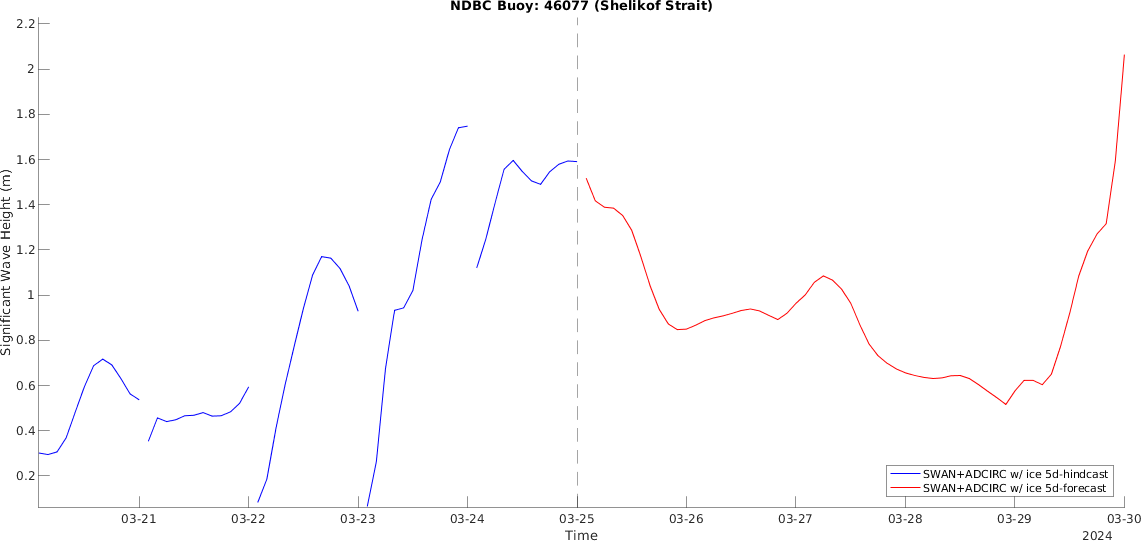 NDBC Buoy: 46077 (Shelikof Strait)
2.2
2
1.8
1.6
1.4
1.2
1
0.8
0.6
0.4
0.2
Significant Wave Height (m)
SWAN+ADCIRC w/ ice 5d-hindcast
SWAN+ADCIRC w/ ice 5d-forecast
03-21 03-22 03-23 03-24 03-25 03-26 03-27 03-28 03-29 03-30
Time
2024